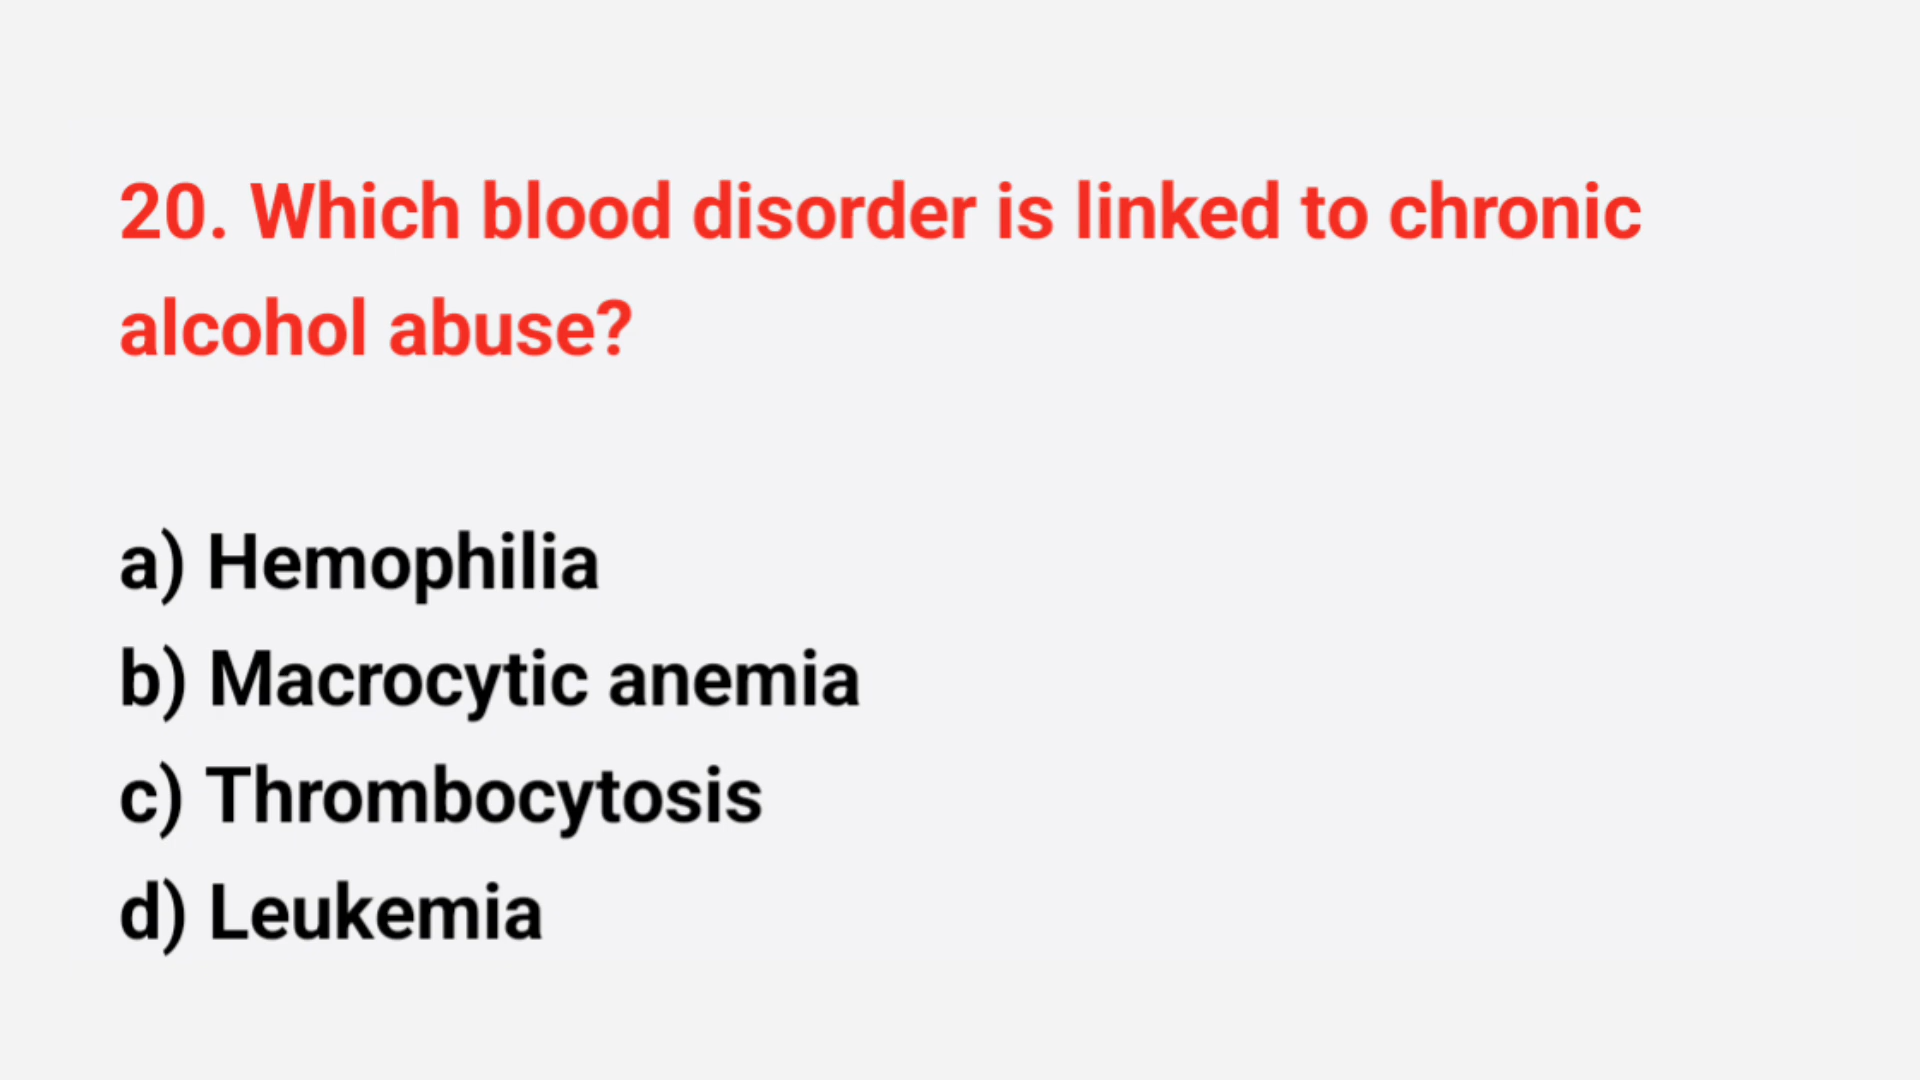 20. Which blood disorder is linked to chronic
alcohol abuse?
a) Hemophilia
b) Macrocytic anemia
c) Thrombocytosis
d) Leukemia